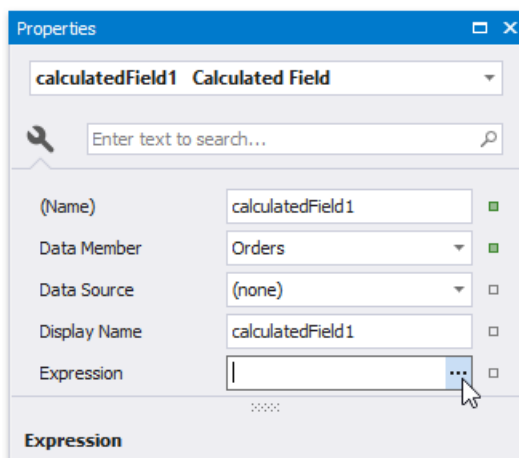 Properties
calculatedField1 Calculated Field
Enter text to search...
(Name) calculatedField1
Data Member Orders
Data Source (none)
Display Name calculatedField1
Expression ...
Expression